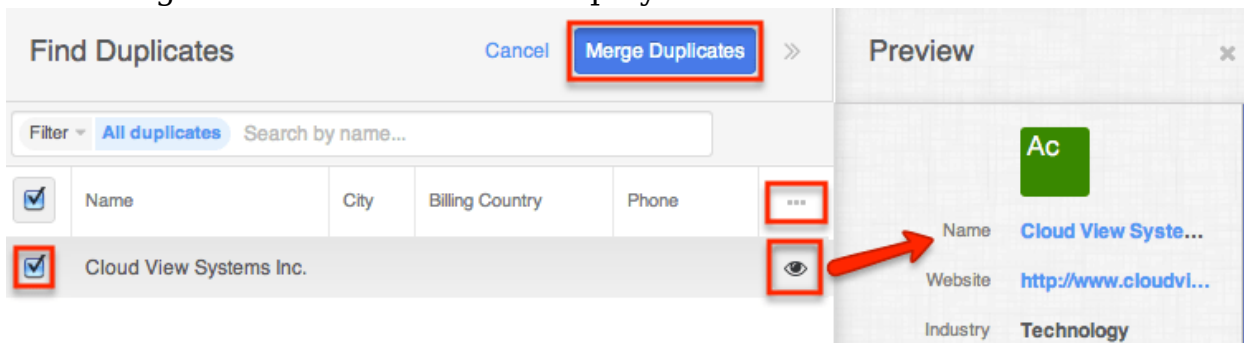 Find Duplicates Cancel Merge Duplicates » Preview ×
Filter All duplicates Search by name...
Ac
Name City Billing Country Phone
Name Cloud View Syste...
Cloud View Systems Inc.
Website http://www.cloudvi...
Industry Technology